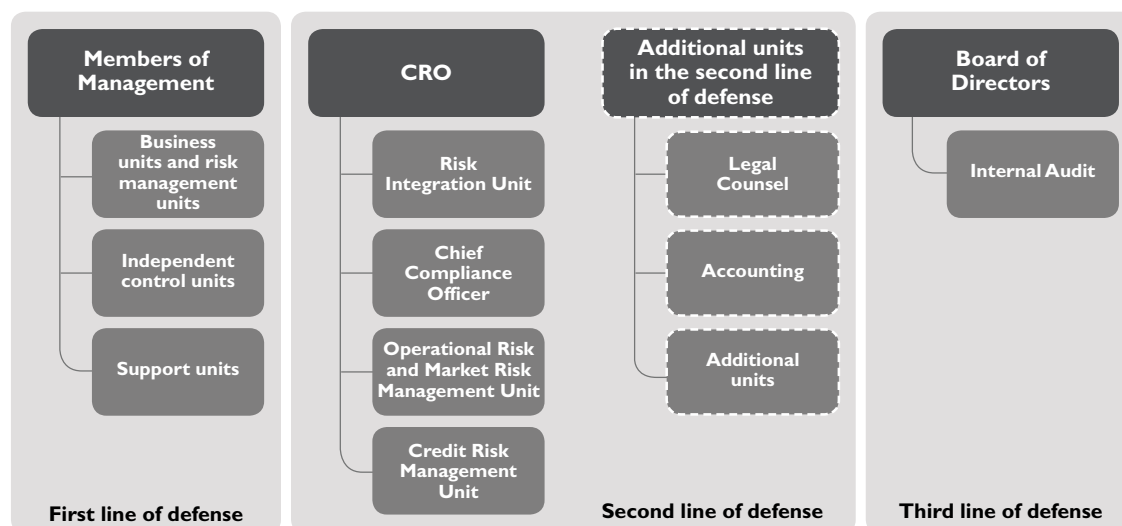 Members of
Management
Business
units and risk
management
units
Independent
control units
Support units
First line of defense
CRO
Risk
Integration Unit
Chief
Compliance
Officer
Operational Risk
and Market Risk
Management Unit
Credit Risk
Management
Unit
Additional units
in the second line
of defense
Legal
Counsel
Accounting
Additional
units
Second line of defense
Board of
Directors
Internal Audit
Third line of defense